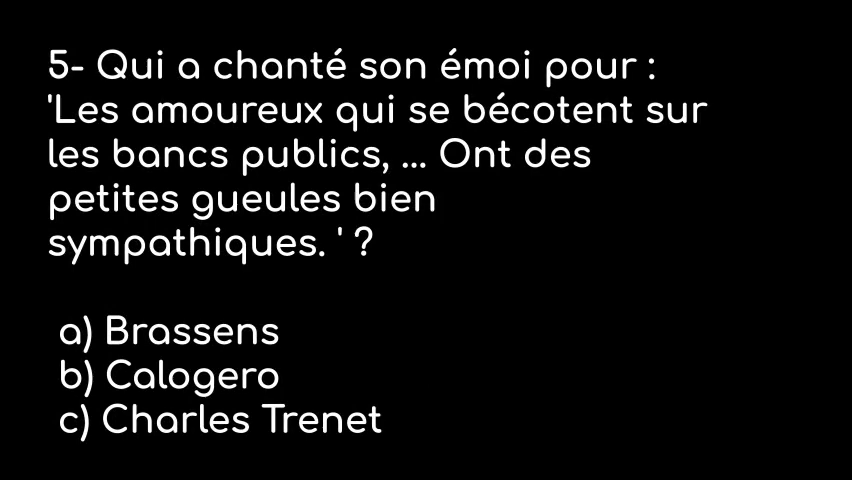 5- Qui a chanté son émoi pour :
'Les amoureux qui se bécotent sur
les bancs publics, ... Ont des
petites gueules bien
sympathiques. ' ?
a) Brassens
b) Calogero
c) Charles Trenet